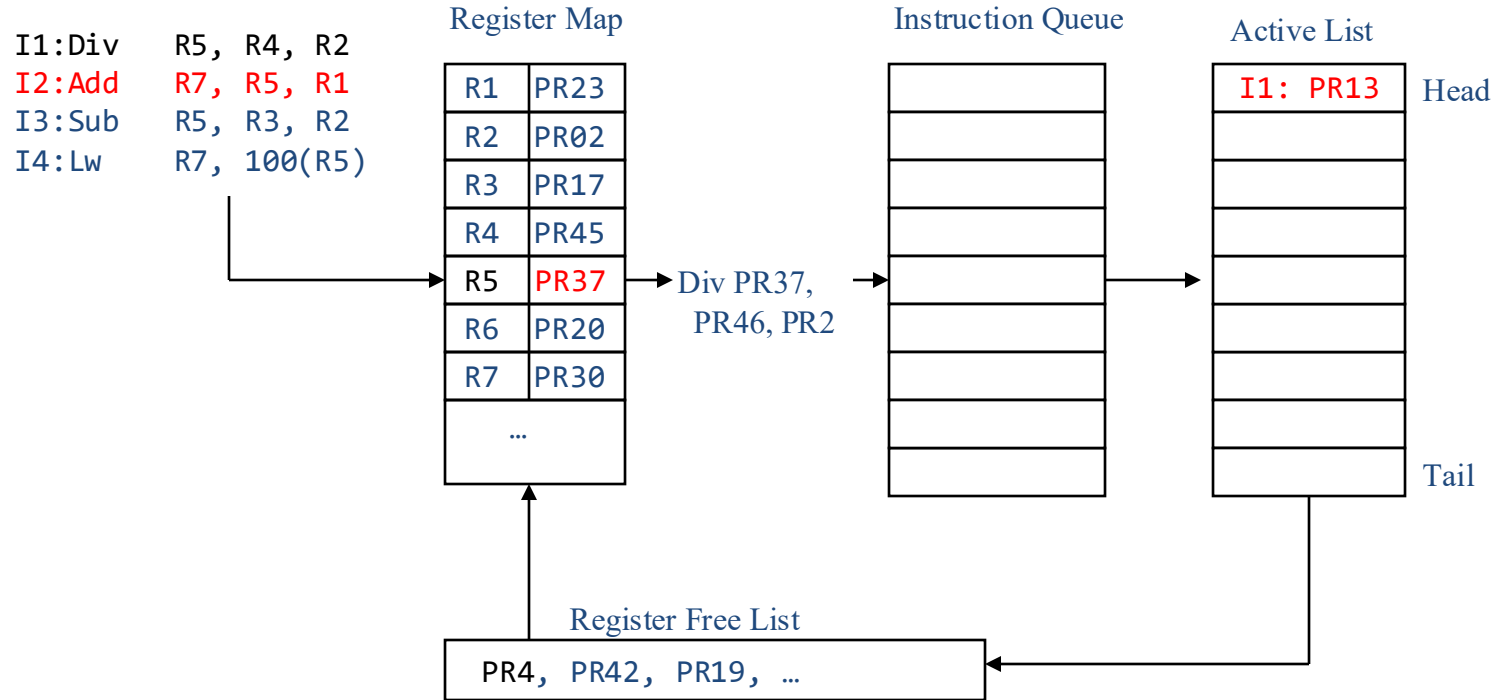 Register Map
Instruction Queue
Active List
I1:Div R5, R4, R2
I2:Add R7, R5, R1
I3:Sub R5, R3, R2
I4:Lw R7, 100(R5)
R1 PR23
R2 PR02
R3 PR17
R4 PR45
R5 PR37
R6 PR20
R7 PR30
…
Div PR37,
PR46, PR2
I1: PR13
Head
Tail
Register Free List
PR4, PR42, PR19, …